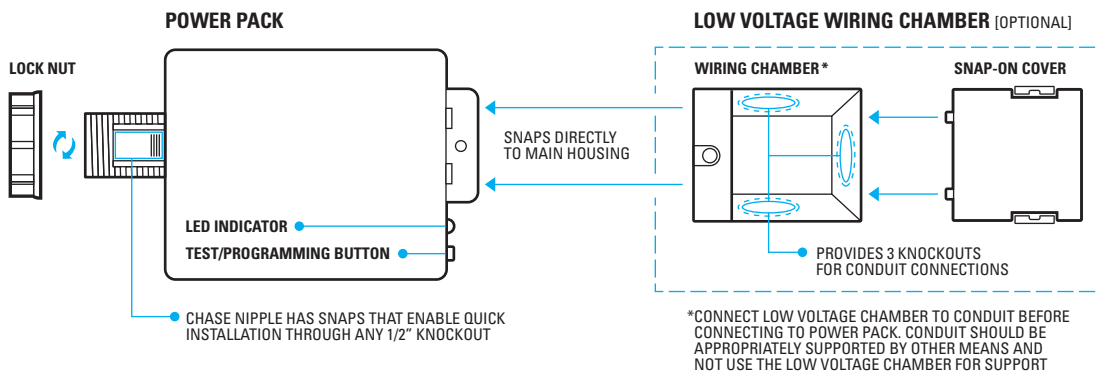 POWER PACK
LOW VOLTAGE WIRING CHAMBER [OPTIONAL]
LOCK NUT
WIRING CHAMBER*
SNAP-ON COVER
SNAPS DIRECTLY
TO MAIN HOUSING
LED INDICATOR
TEST/PROGRAMMING BUTTON
PROVIDES 3 KNOCKOUTS
FOR CONDUIT CONNECTIONS
CHASE NIPPLE HAS SNAPS THAT ENABLE QUICK
INSTALLATION THROUGH ANY 1/2” KNOCKOUT
*CONNECT LOW VOLTAGE CHAMBER TO CONDUIT BEFORE
CONNECTING TO POWER PACK. CONDUIT SHOULD BE
APPROPRIATELY SUPPORTED BY OTHER MEANS AND
NOT USE THE LOW VOLTAGE CHAMBER FOR SUPPORT